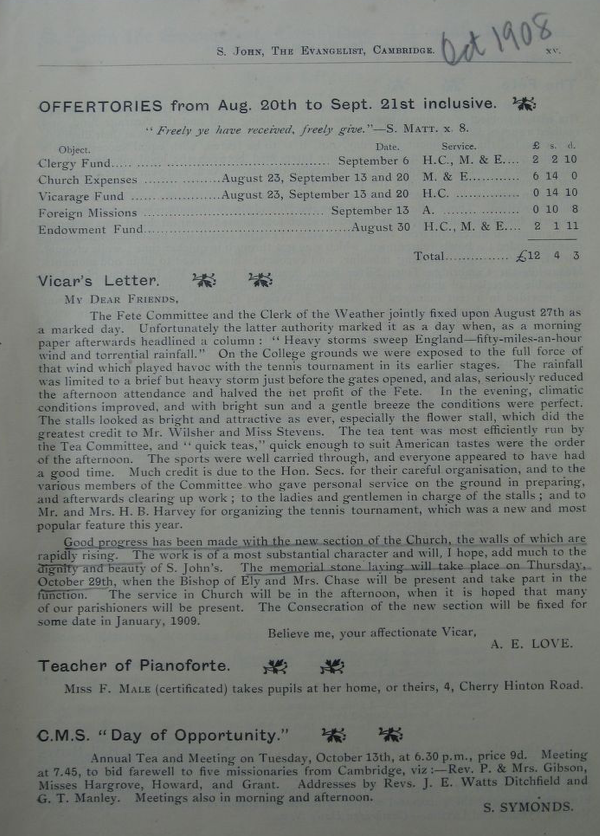 S. JOHN, THE EVANGELIST, CAMBRIDGE. Oct 1908 xv.
OFFERTORIES from Aug. 20th to Sept. 21st inclusive.
"Freely ye have received, freely give."—S. MATT. x 8.
Object. Date. Service. £ s. d.
Clergy Fund..... ... ... ........................................ September 6 H.C., M. & E.... 2 2 10
Church Expenses ......... .........August 23, September 13 and 20 M. & E............ 6 14 0
Vicarage Fund ......... ...............August 23, September 13 and 20 H.C. ............... 0 14 10
Foreign Missions ............................................. September 13 A. ........ ......... 0 10 8
Endowment Fund...................................................August 30 H.C., M. & E.... 2 1 11
Total............... £12 4 3
Vicar's Letter.
MY DEAR FRIENDS,
The Fete Committee and the Clerk of the Weather jointly fixed upon August 27th as
a marked day. Unfortunately the latter authority marked it as a day when, as a morning
paper afterwards headlined a column : "Heavy storms sweep England—fifty-miles-an-hour
wind and torrential rainfall." On the College grounds we were exposed to the full force of
that wind which played havoc with the tennis tournament in its earlier stages. The rainfall
was limited to a brief but heavy storm just before the gates opened, and alas, seriously reduced
the afternoon attendance and halved the net profit of the Fete. In the evening, climatic
conditions improved, and with bright sun and a gentle breeze the conditions were perfect.
The stalls looked as bright and attractive as ever, especially the flower stall, which did the
greatest credit to Mr. Wilsher and Miss Stevens. The tea tent was most efficiently run by
the Tea Committee, and "quick teas," quick enough to suit American tastes were the order
of the afternoon. The sports were well carried through, and everyone appeared to have had
a good time. Much credit is due to the Hon. Secs. for their careful organisation, and to the
various members of the Committee who gave personal service on the ground in preparing,
and afterwards clearing up work ; to the ladies and gentlemen in charge of the stalls ; and to
Mr. and Mrs. H. B. Harvey for organizing the tennis tournament, which was a new and most
popular feature this year.
Good progress has been made with the new section of the Church, the walls of which are
rapidly rising. The work is of a most substantial character and will, I hope, add much to the
dignity and beauty of S. John's. The memorial stone laying will take place on Thursday,
October 29th, when the Bishop of Ely and Mrs. Chase will be present and take part in the
function. The service in Church will be in the afternoon, when it is hoped that many
of our parishioners will be present. The Consecration of the new section will be fixed for
some date in January, 1909.
Believe me, your affectionate Vicar,
A. E. LOVE.
Teacher of Pianoforte.
MISS F. MALE (certificated) takes pupils at her home, or theirs, 4, Cherry Hinton Road.
C.M.S. "Day of Opportunity."
Annual Tea and Meeting on Tuesday, October 13th, at 6.30 p.m., price 9d. Meeting
at 7.45, to bid farewell to five missionaries from Cambridge, viz :—Rev. P. & Mrs. Gibson,
Misses Hargrove, Howard, and Grant. Addresses by Revs. J. E. Watts Ditchfield and
G. T. Manley. Meetings also in morning and afternoon.
S. SYMONDS.